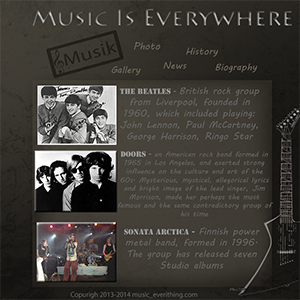 Music Is Everywhere
Musik
Photo
History
Gallery
News
Biography
The Beatles - British rock group
from Liverpool, founded in
1960, which included playing:
John Lennon, Paul McCartney,
George Harrison, Ringo Star
Doors - an American rock band formed in
1965 in Los Angeles, and exerted strong
influence on the culture and art of the
60s. Mysterious, mystical, allegorical lyrics
and bright image of the lead singer, Jim
Morrison, made her perhaps the most
famous and the same contradictory group of
his time
Sonata Arctica - Finnish power
metal band, formed in 1996.
The group has released seven
Studio albums
Copyrigh 2013-2014 music_everithing.com